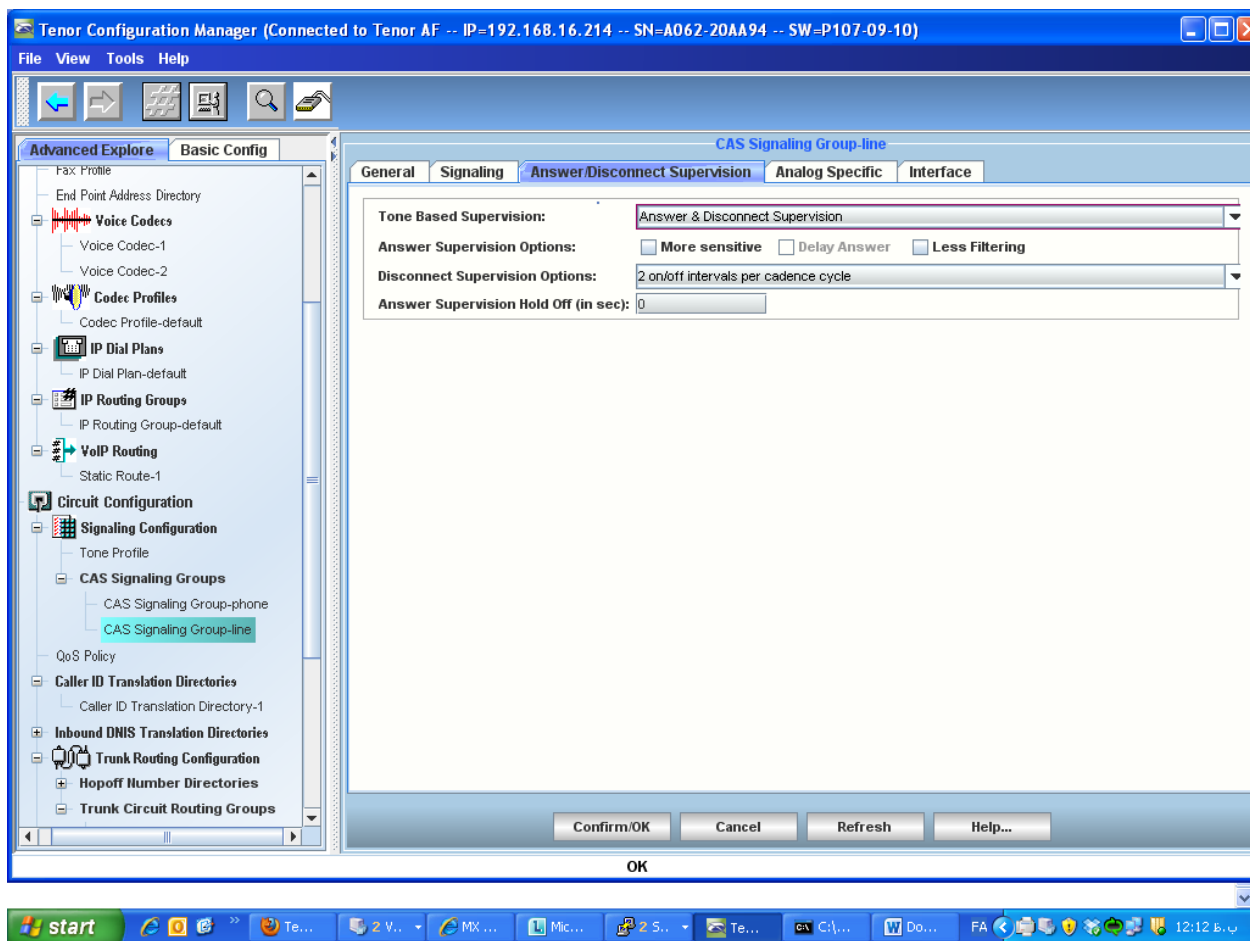 Tenor Configuration Manager (Connected to Tenor AF -- IP=192.168.16.214 -- SN=A062-20AA94 -- SW=P107-09-10)
File View Tools Help
Advanced Explore Basic Config
Fax Profile
End Point Address Directory
Voice Codecs
Voice Codec-1
Voice Codec-2
Codec Profiles
Codec Profile-default
IP Dial Plans
IP Dial Plan-default
IP Routing Groups
IP Routing Group-default
VoIP Routing
Static Route-1
Circuit Configuration
Signaling Configuration
Tone Profile
CAS Signaling Groups
CAS Signaling Group-phone
CAS Signaling Group-line
QoS Policy
Caller ID Translation Directories
Caller ID Translation Directory-1
Inbound DNIS Translation Directories
Trunk Routing Configuration
Hopoff Number Directories
Trunk Circuit Routing Groups
CAS Signaling Group-line
General Signaling Answer/Disconnect Supervision Analog Specific Interface
Tone Based Supervision: Answer & Disconnect Supervision
Answer Supervision Options: More sensitive Delay Answer Less Filtering
Disconnect Supervision Options: 2 on/off intervals per cadence cycle
Answer Supervision Hold Off (in sec): 0
Confirm/OK Cancel Refresh Help...
OK
start Te... 2 V.. MX ... Mic... 2 S.. Te... C:\... Do... FA 12:12 ب.ظ